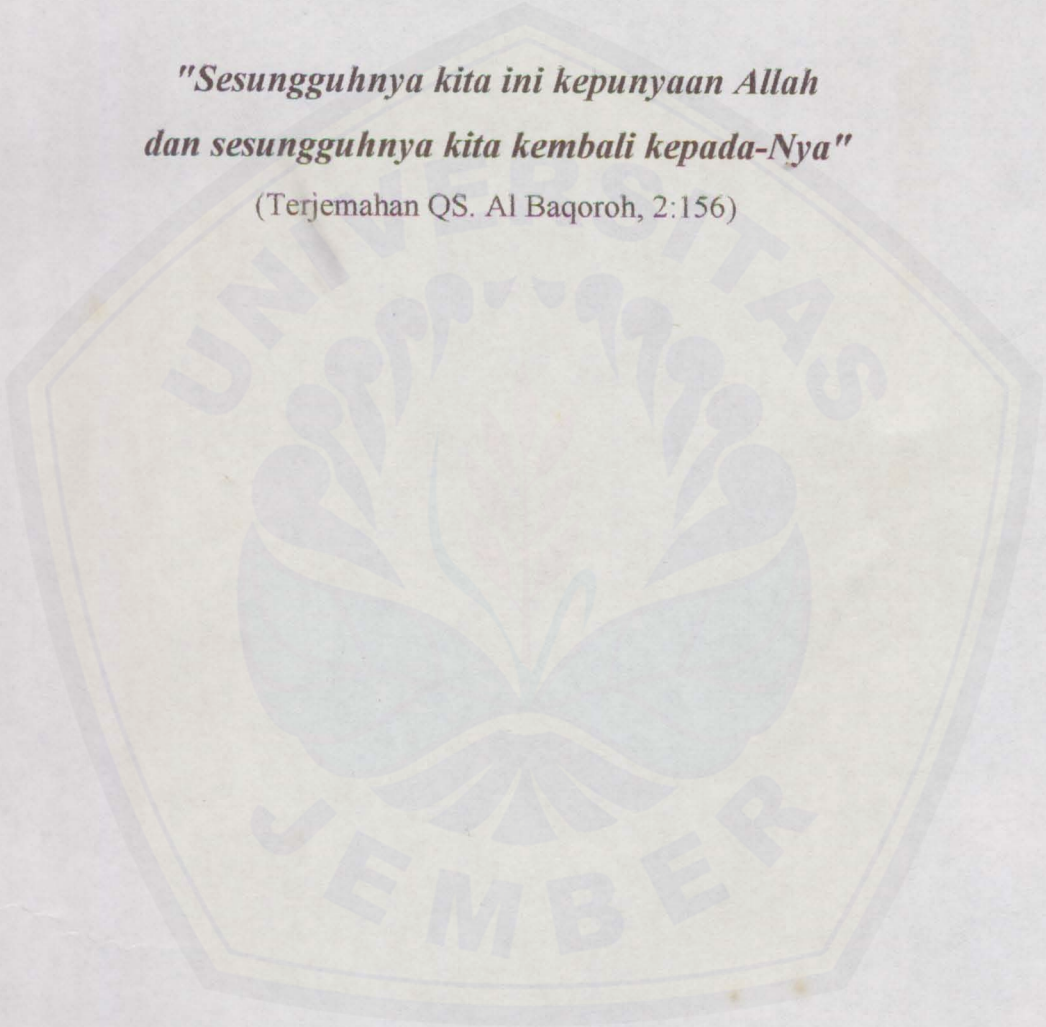 "Sesungguhnya kita ini kepunyaan Allah
dan sesungguhnya kita kembali kepada-Nya"
(Terjemahan QS. Al Baqoroh, 2:156)
UNIVERSITAS
JEMBER